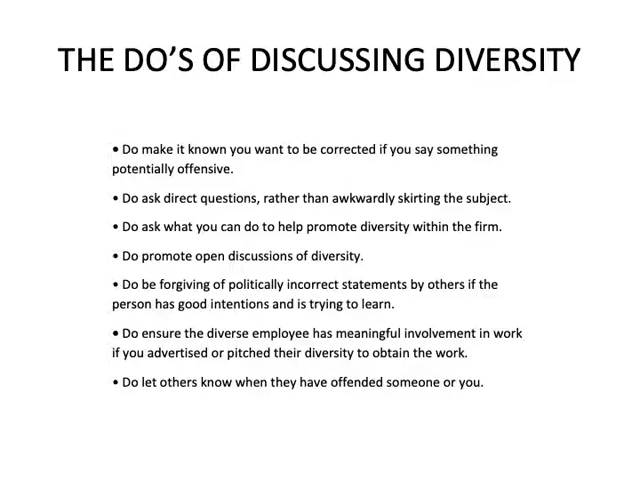 THE DO’S OF DISCUSSING DIVERSITY
• Do make it known you want to be corrected if you say something
potentially offensive.
• Do ask direct questions, rather than awkwardly skirting the subject.
• Do ask what you can do to help promote diversity within the firm.
• Do promote open discussions of diversity.
• Do be forgiving of politically incorrect statements by others if the
person has good intentions and is trying to learn.
• Do ensure the diverse employee has meaningful involvement in work
if you advertised or pitched their diversity to obtain the work.
• Do let others know when they have offended someone or you.